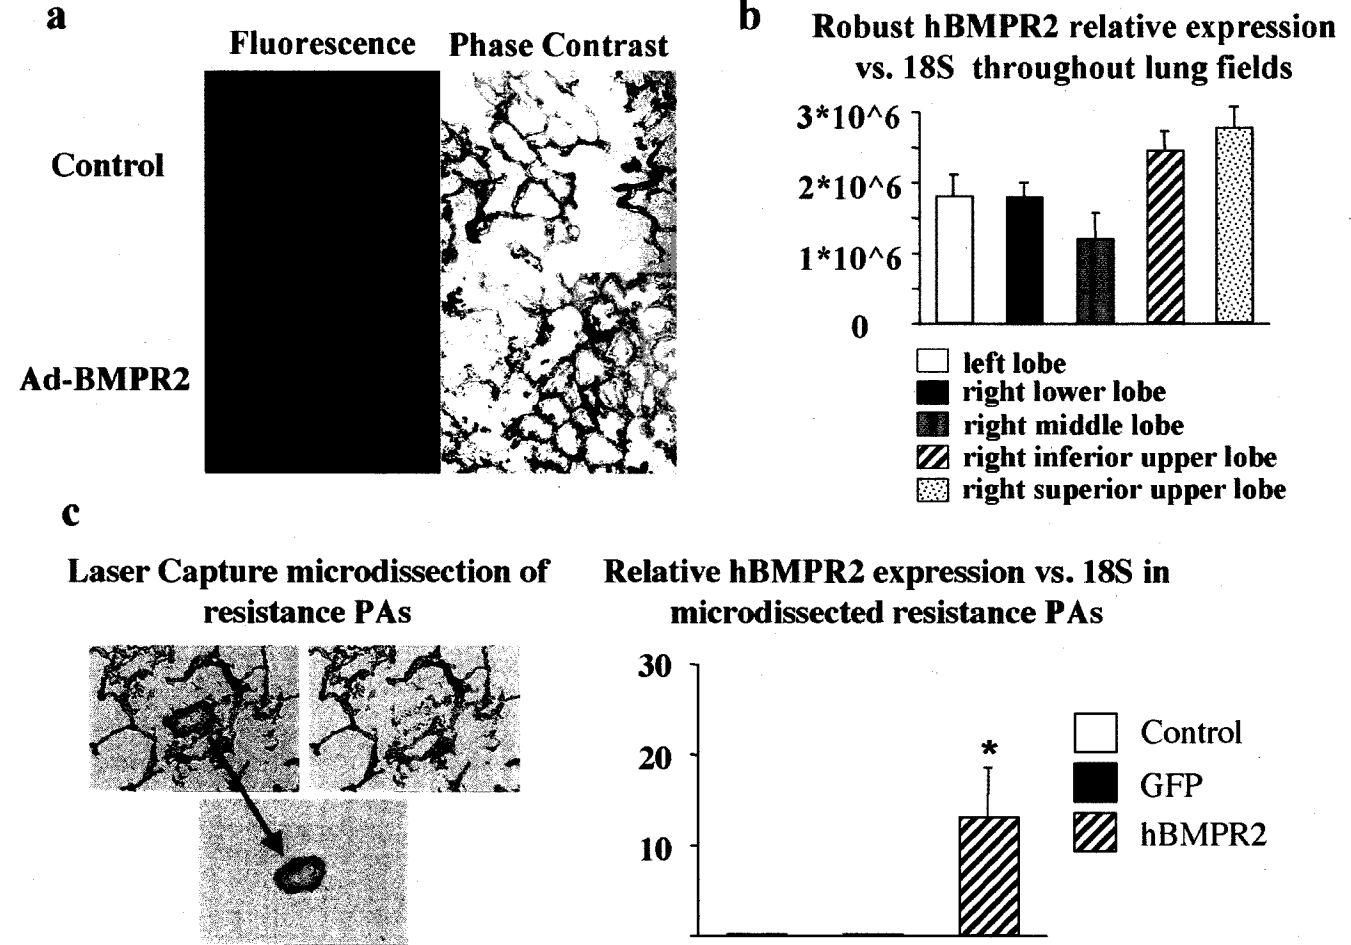 a
Fluorescence Phase Contrast
Control
Ad-BMPR2
b
Robust hBMPR2 relative expression
vs. 18S throughout lung fields
3*10^6
2*10^6
1*10^6
0
left lobe
right lower lobe
right middle lobe
right inferior upper lobe
right superior upper lobe
c
Laser Capture microdissection of
resistance PAs
Relative hBMPR2 expression vs. 18S in
microdissected resistance PAs
30
20
10
*
Control
GFP
hBMPR2